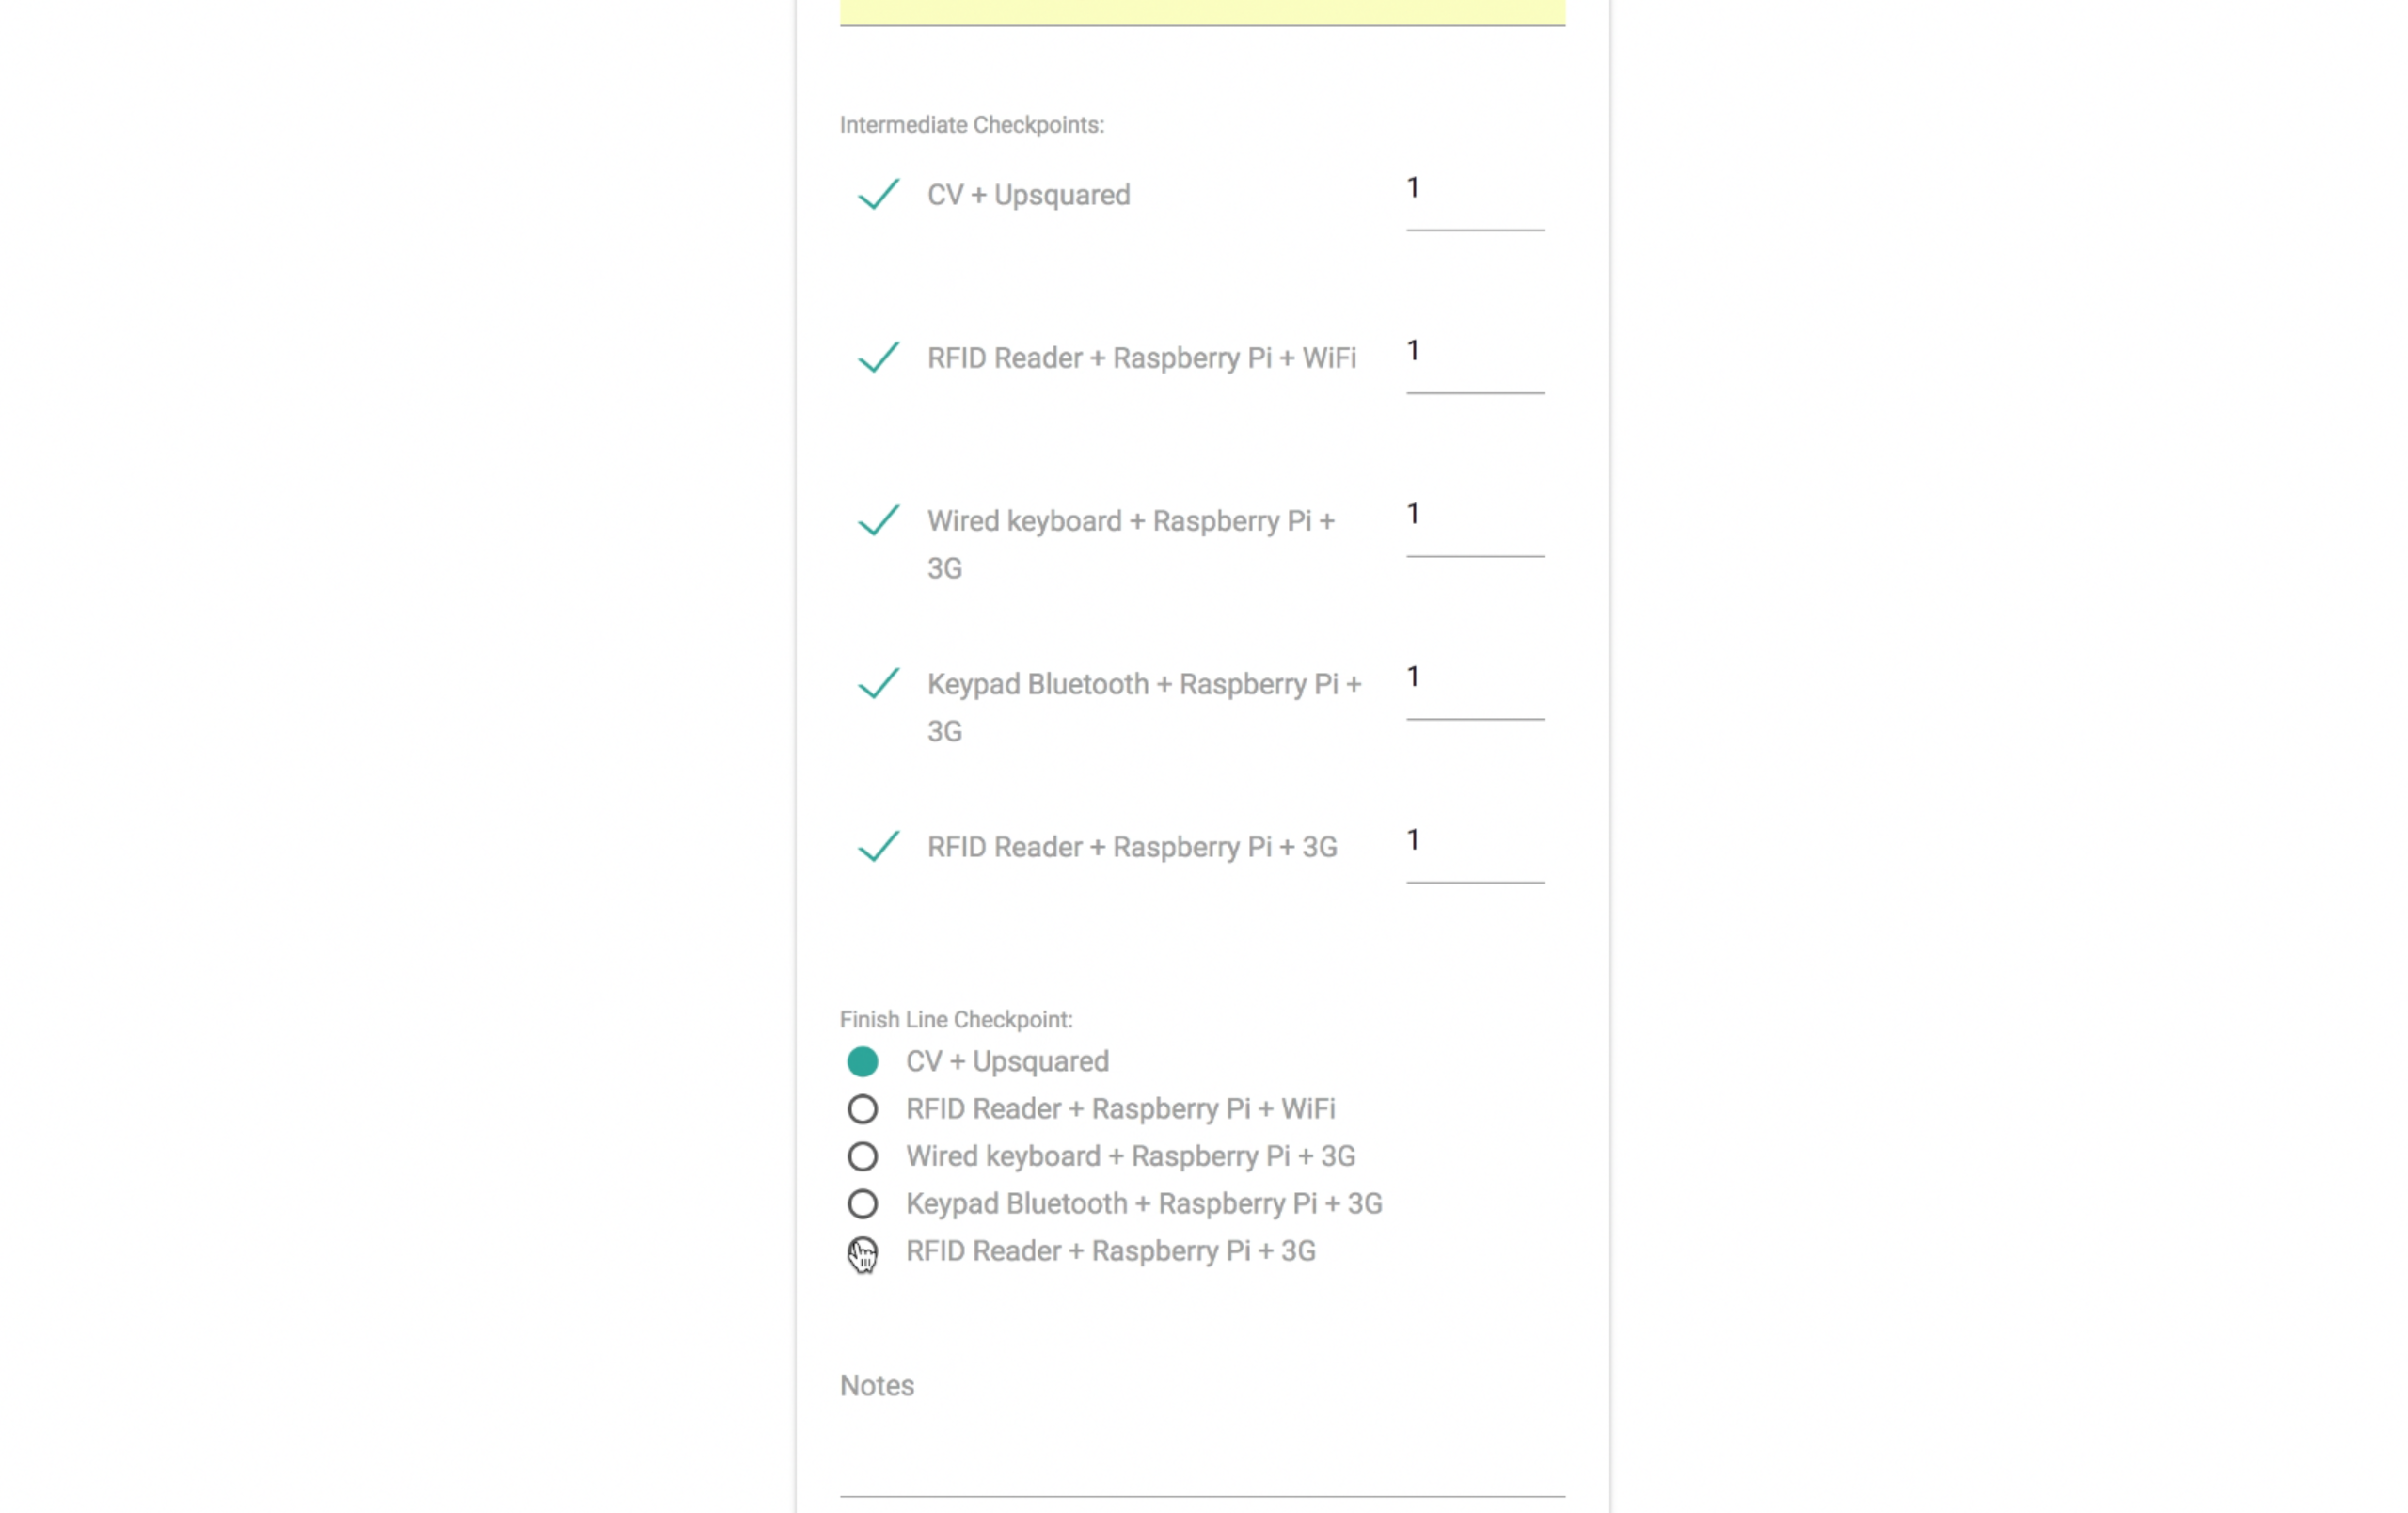 Intermediate Checkpoints:
CV + Upsquared 1
RFID Reader + Raspberry Pi + WiFi 1
Wired keyboard + Raspberry Pi + 1
3G
Keypad Bluetooth + Raspberry Pi + 1
3G
RFID Reader + Raspberry Pi + 3G 1
Finish Line Checkpoint:
CV + Upsquared
RFID Reader + Raspberry Pi + WiFi
Wired keyboard + Raspberry Pi + 3G
Keypad Bluetooth + Raspberry Pi + 3G
RFID Reader + Raspberry Pi + 3G
Notes